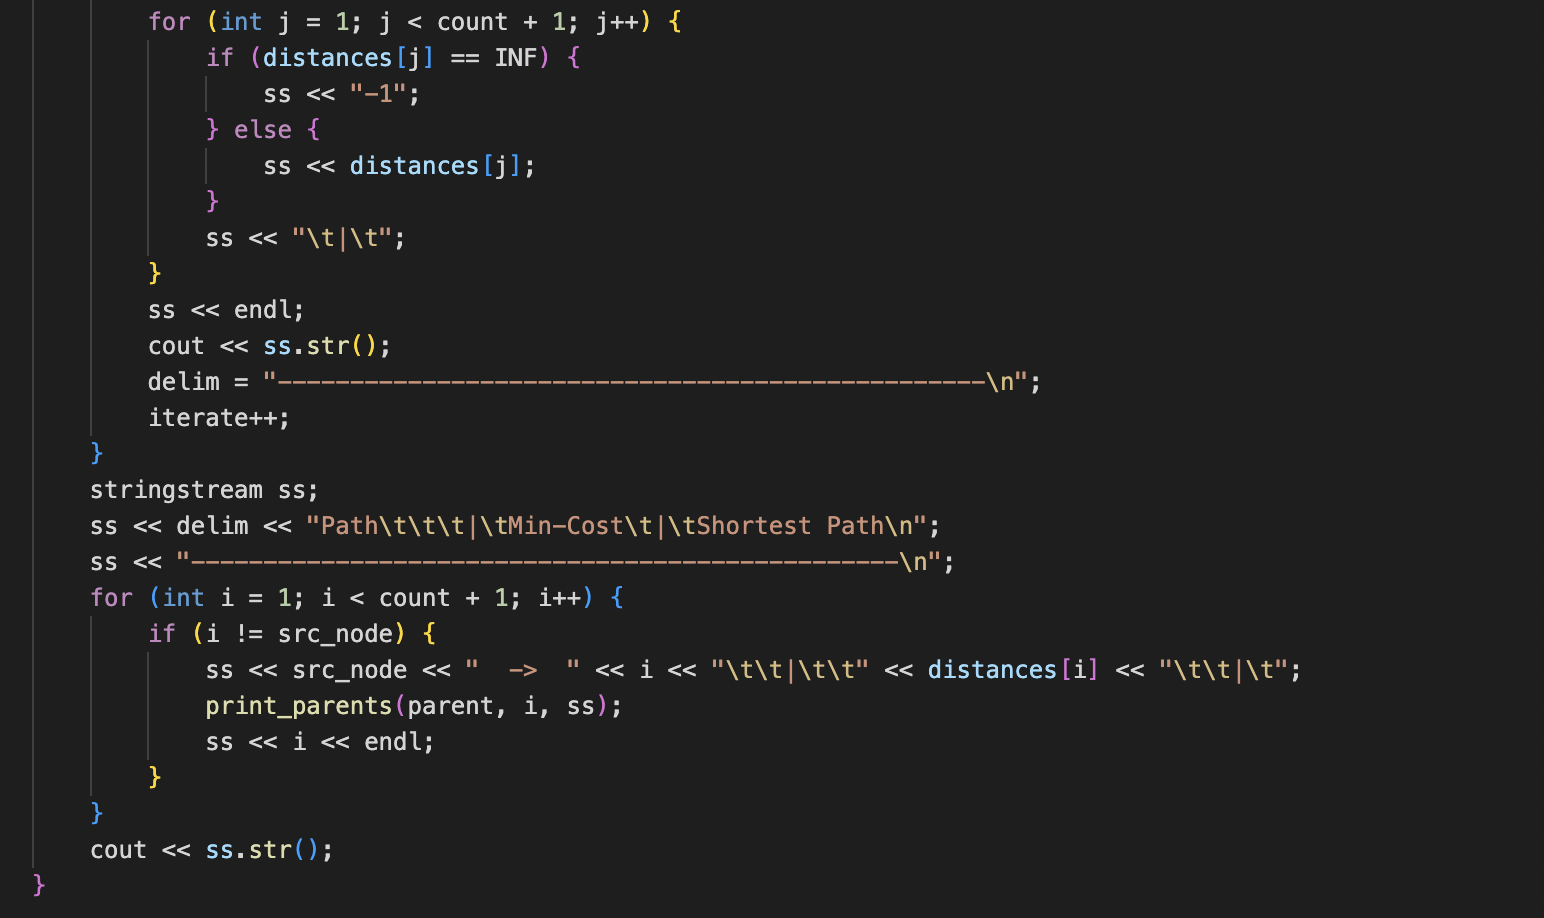 for (int j = 1; j < count + 1; j++) {
if (distances[j] == INF) {
ss << "-1";
} else {
ss << distances[j];
}
ss << "\t|\t";
}
ss << endl;
cout << ss.str();
delim = "-------------------------------------------------\n";
iterate++;
}
stringstream ss;
ss << delim << "Path\t\t\t|\tMin-Cost\t|\tShortest Path\n";
ss << "-------------------------------------------------\n";
for (int i = 1; i < count + 1; i++) {
if (i != src_node) {
ss << src_node << "  ->  " << i << "\t\t|\t\t" << distances[i] << "\t\t|\t";
print_parents(parent, i, ss);
ss << i << endl;
}
}
cout << ss.str();
}